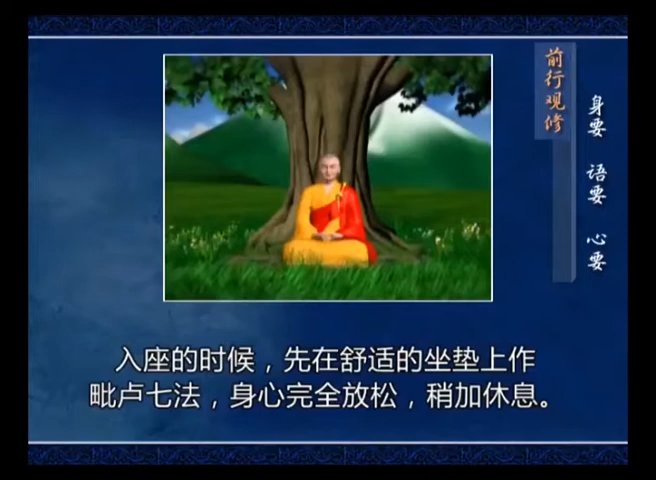 前行观修
身要 语要 心要
入座的时候，先在舒适的坐垫上作
毗卢七法，身心完全放松，稍加休息。